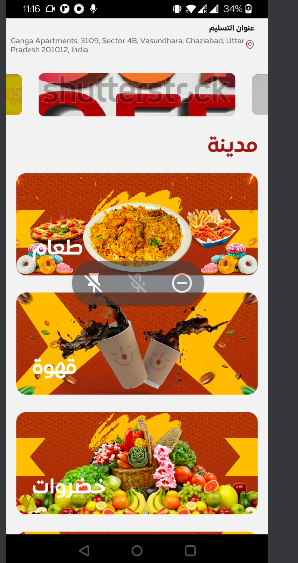 11:16
34%
عنوان التسليم
Ganga Apartments, 3109, Sector 4B, Vasundhara, Ghaziabad, Uttar
Pradesh 201012, India
shutterstock
OFF
مدينة
طعام
قهوة
خضروات